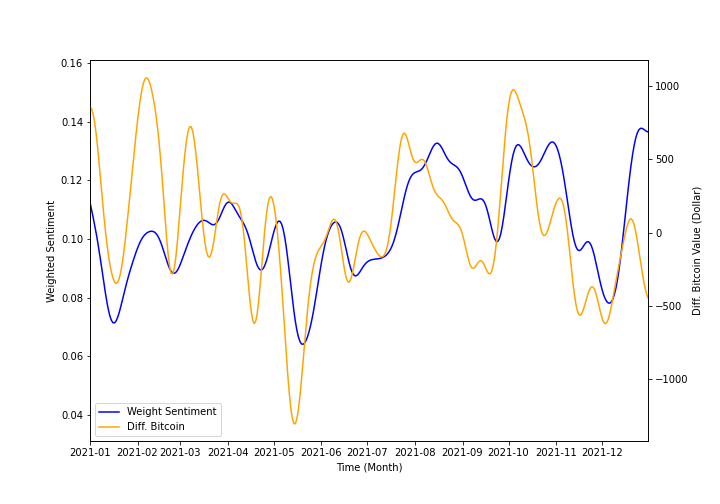 0.16
0.14
0.12
0.10
0.08
0.06
0.04
Weighted Sentiment
1000
500
0
−500
−1000
Diff. Bitcoin Value (Dollar)
Weight Sentiment
Diff. Bitcoin
2021-01 2021-02 2021-03 2021-04 2021-05 2021-06 2021-07 2021-08 2021-09 2021-10 2021-11 2021-12
Time (Month)